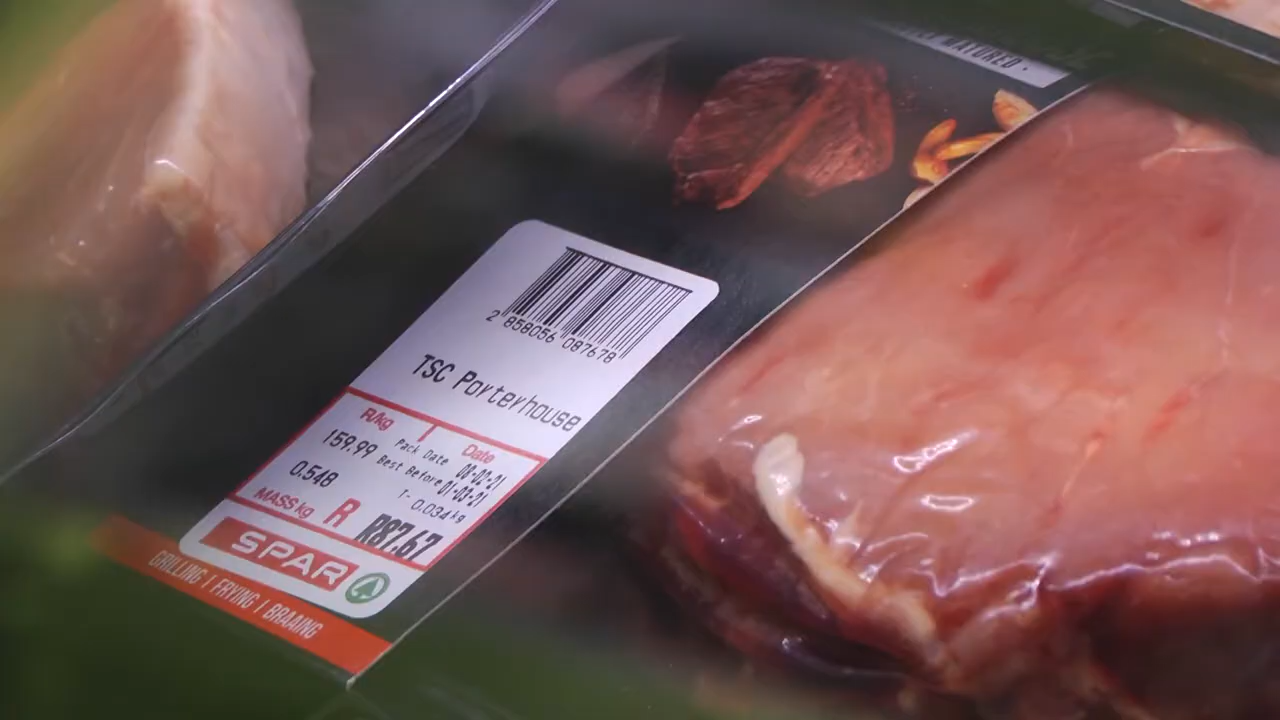 MATURED •
2 858056 087678
TSC Porterhouse
R/kg Date
159.99 Pack Date 06-02-21
Best Before 01-03-21
0.548 T- 0.034kg
MASS kg R R87.67
SPAR
GRILLING | FRYING | BRAAING